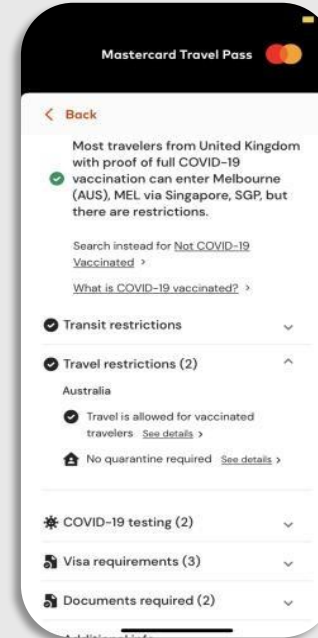 Mastercard Travel Pass
Back
Most travelers from United Kingdom
with proof of full COVID-19
vaccination can enter Melbourne
(AUS), MEL via Singapore, SGP, but
there are restrictions.
Search instead for Not COVID-19
Vaccinated >
What is COVID-19 vaccinated? >
Transit restrictions
Travel restrictions (2)
Australia
Travel is allowed for vaccinated
travelers See details >
No quarantine required See details >
COVID-19 testing (2)
Visa requirements (3)
Documents required (2)
Additional info